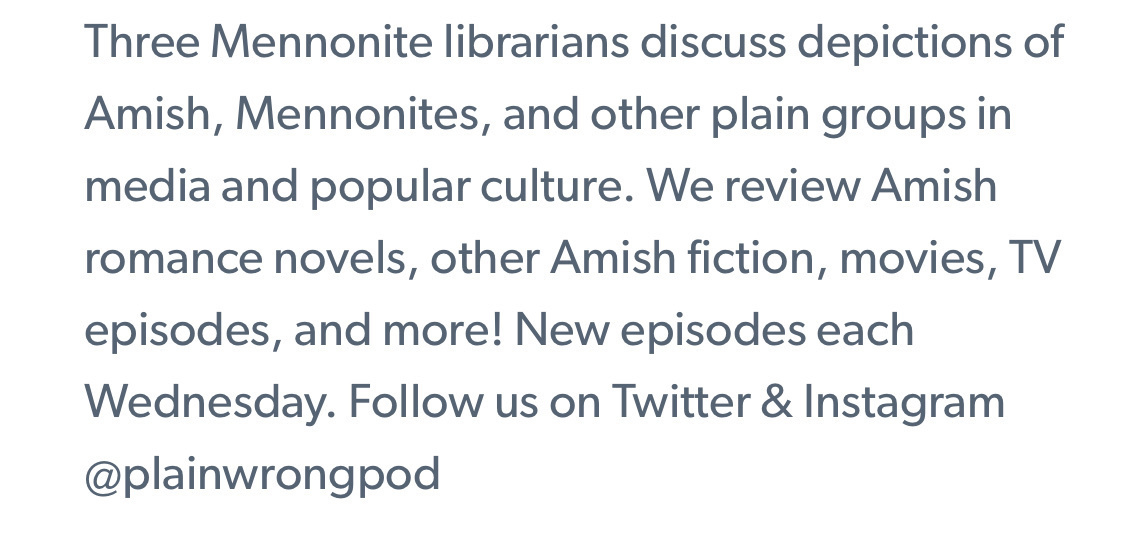 Three Mennonite librarians discuss depictions of
Amish, Mennonites, and other plain groups in
media and popular culture. We review Amish
romance novels, other Amish fiction, movies, TV
episodes, and more! New episodes each
Wednesday. Follow us on Twitter & Instagram
@plainwrongpod